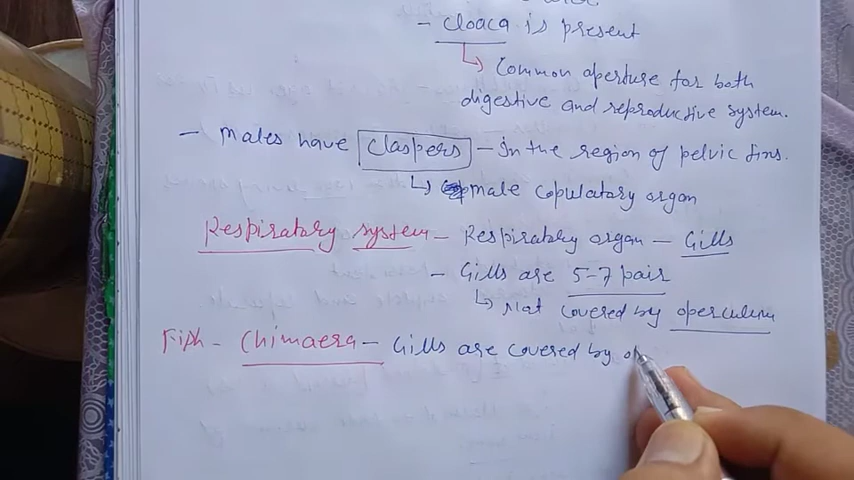 - Cloaca is present
Common aperture for both
digestive and reproductive system.
- Males have Claspers - in the region of pelvic fins.
male copulatory organ
Respiratory system - Respiratory organ - Gills
- Gills are 5-7 pair
Not covered by operculum
Fish - Chimaera - Gills are covered by o